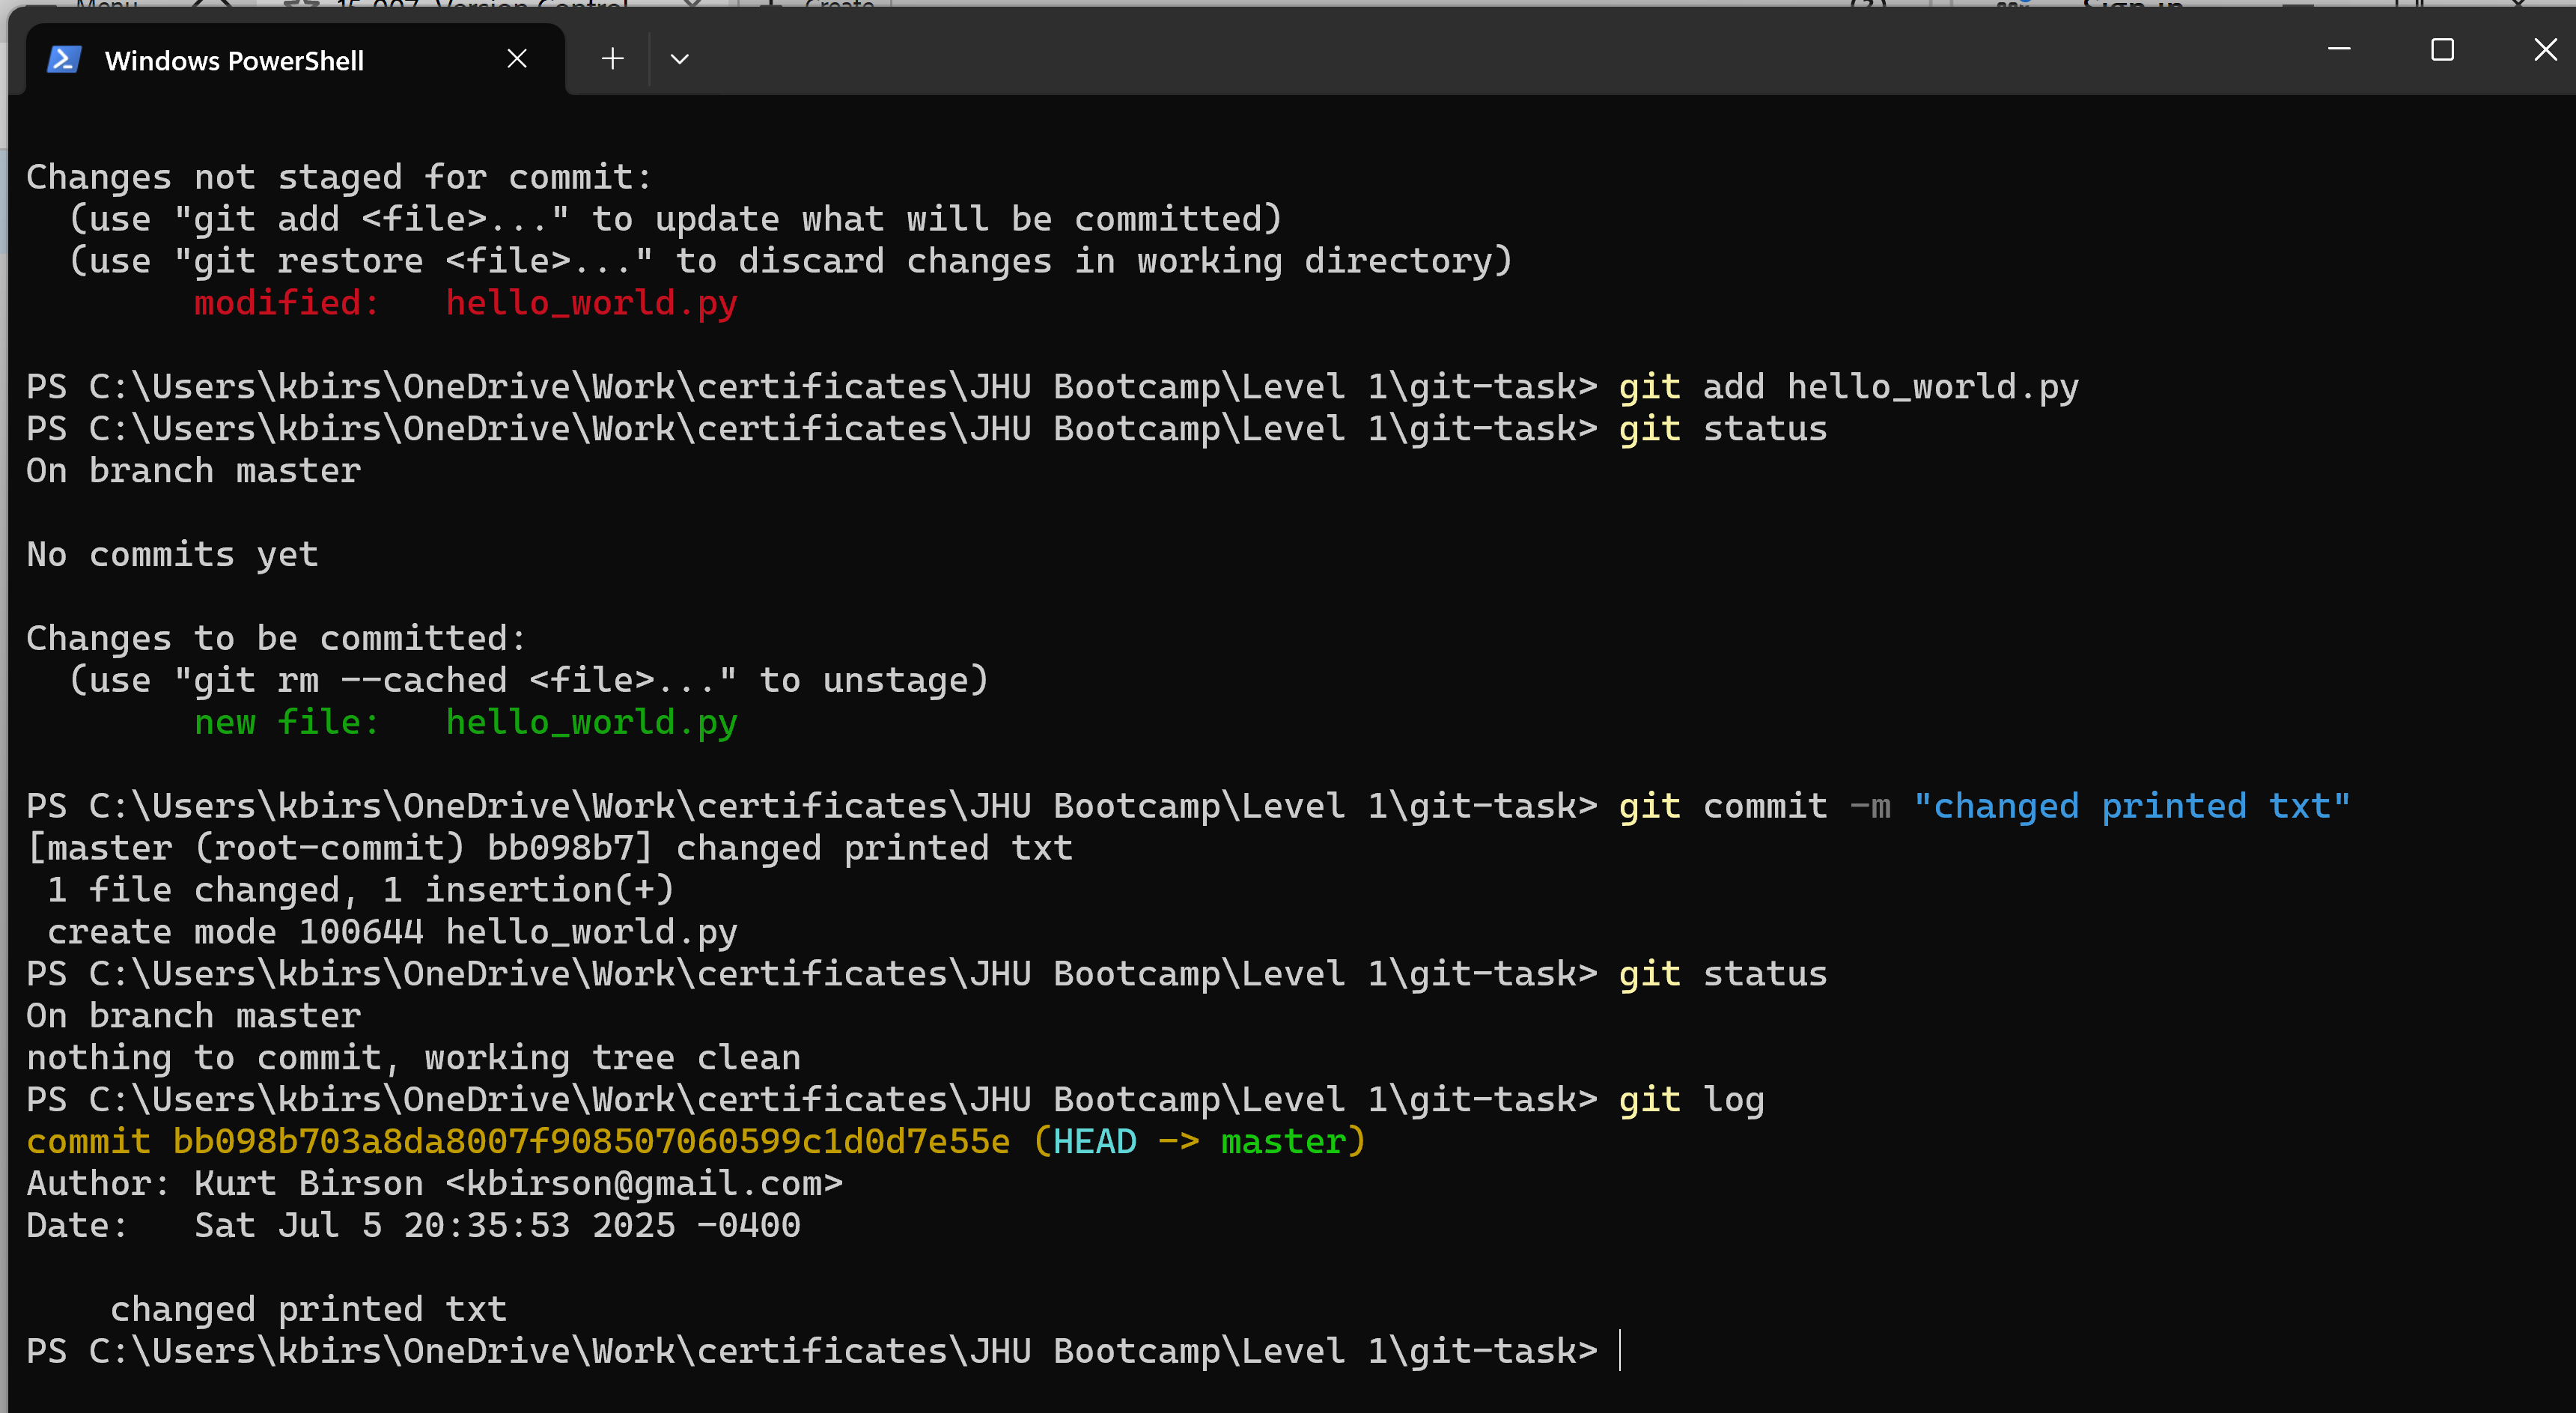 Windows PowerShell
Changes not staged for commit:
  (use "git add <file>..." to update what will be committed)
  (use "git restore <file>..." to discard changes in working directory)
        modified:   hello_world.py
PS C:\Users\kbirs\OneDrive\Work\certificates\JHU Bootcamp\Level 1\git-task> git add hello_world.py
PS C:\Users\kbirs\OneDrive\Work\certificates\JHU Bootcamp\Level 1\git-task> git status
On branch master
No commits yet
Changes to be committed:
  (use "git rm --cached <file>..." to unstage)
        new file:   hello_world.py
PS C:\Users\kbirs\OneDrive\Work\certificates\JHU Bootcamp\Level 1\git-task> git commit -m "changed printed txt"
[master (root-commit) bb098b7] changed printed txt
 1 file changed, 1 insertion(+)
 create mode 100644 hello_world.py
PS C:\Users\kbirs\OneDrive\Work\certificates\JHU Bootcamp\Level 1\git-task> git status
On branch master
nothing to commit, working tree clean
PS C:\Users\kbirs\OneDrive\Work\certificates\JHU Bootcamp\Level 1\git-task> git log
commit bb098b703a8da8007f908507060599c1d0d7e55e (HEAD -> master)
Author: Kurt Birson <kbirson@gmail.com>
Date:   Sat Jul 5 20:35:53 2025 -0400
    changed printed txt
PS C:\Users\kbirs\OneDrive\Work\certificates\JHU Bootcamp\Level 1\git-task>